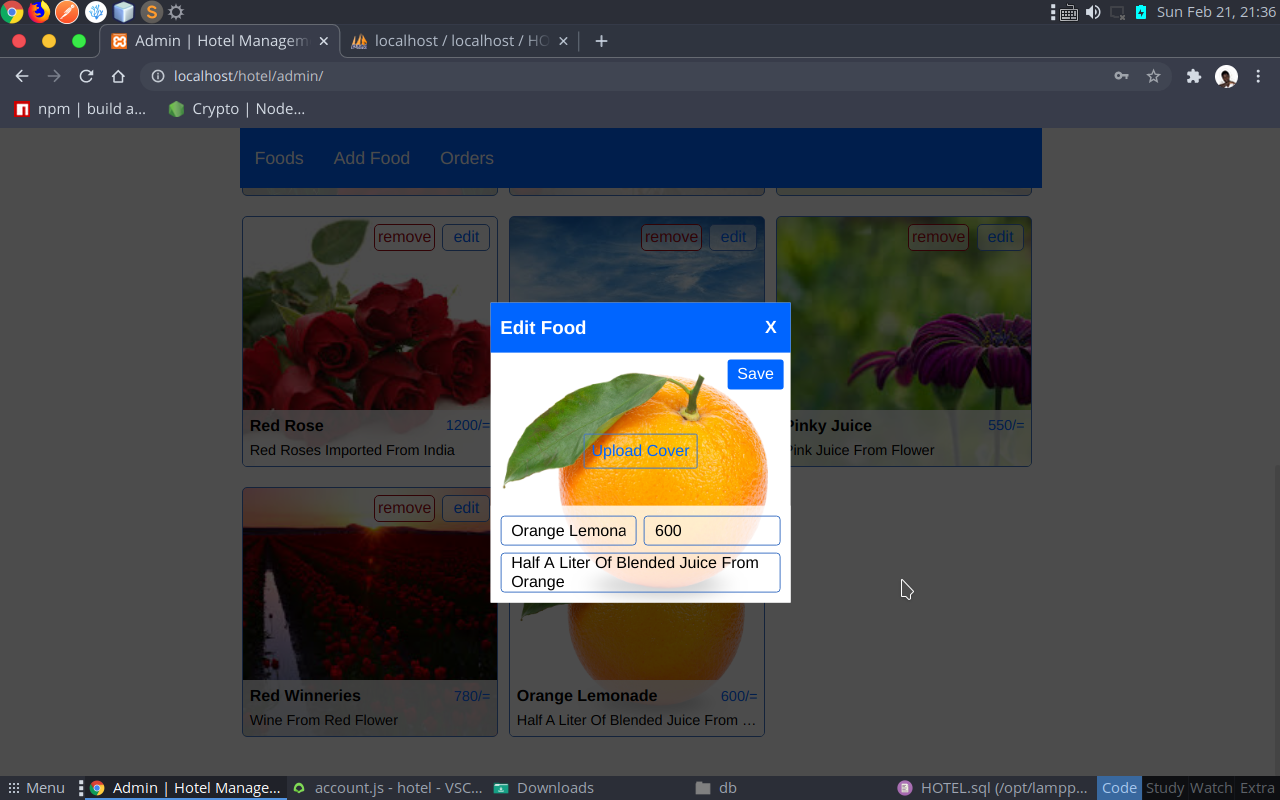 Sun Feb 21, 21:36
Admin | Hotel Managem
localhost / localhost / HO
localhost/hotel/admin/
npm | build a...
Crypto | Node...
Foods Add Food Orders
remove edit
remove edit
remove edit
Edit Food X
Save
Upload Cover
Orange Lemona 600
Half A Liter Of Blended Juice From
Orange
Red Rose 1200/=
Red Roses Imported From India
Pinky Juice 550/=
Pink Juice From Flower
remove edit
Red Winneries 780/=
Wine From Red Flower
Orange Lemonade 600/=
Half A Liter Of Blended Juice From ...
Menu
Admin | Hotel Manage...
account.js - hotel - VSC...
Downloads
db
HOTEL.sql (/opt/lampp...
Code Study Watch Extra